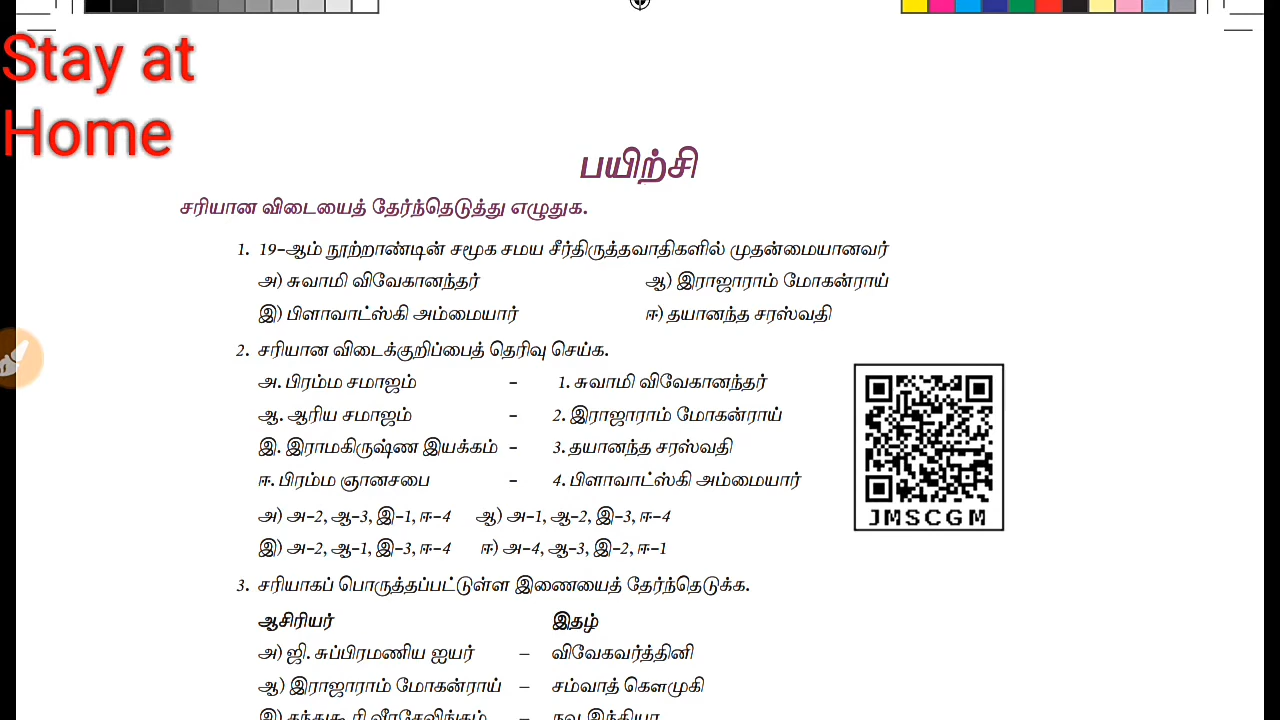 Stay at
Home
பயிற்சி
சரியான விடையைத் தேர்ந்தெடுத்து எழுதுக.
1. 19-ஆம் நூற்றாண்டின் சமூக சமய சீர்திருத்தவாதிகளில் முதன்மையானவர்
அ) சுவாமி விவேகானந்தர் ஆ) இராஜாராம் மோகன்ராய்
இ) பிளாவாட்ஸ்கி அம்மையார் ஈ) தயானந்த சரஸ்வதி
2. சரியான விடைக்குறிப்பைத் தெரிவு செய்க.
அ. பிரம்ம சமாஜம் - 1. சுவாமி விவேகானந்தர்
ஆ. ஆரிய சமாஜம் - 2. இராஜாராம் மோகன்ராய்
இ. இராமகிருஷ்ண இயக்கம் - 3. தயானந்த சரஸ்வதி
ஈ. பிரம்ம ஞானசபை - 4. பிளாவாட்ஸ்கி அம்மையார்
அ) அ-2, ஆ-3, இ-1, ஈ-4 ஆ) அ-1, ஆ-2, இ-3, ஈ-4
இ) அ-2, ஆ-1, இ-3, ஈ-4 ஈ) அ-4, ஆ-3, இ-2, ஈ-1
JMSCGM
3. சரியாகப் பொருத்தப்பட்டுள்ள இணையைத் தேர்ந்தெடுக்க.
ஆசிரியர் இதழ்
அ) ஜி. சுப்பிரமணிய ஐயர் – விவேகவர்த்தினி
ஆ) இராஜாராம் மோகன்ராய் – சம்வாத் கௌமுகி